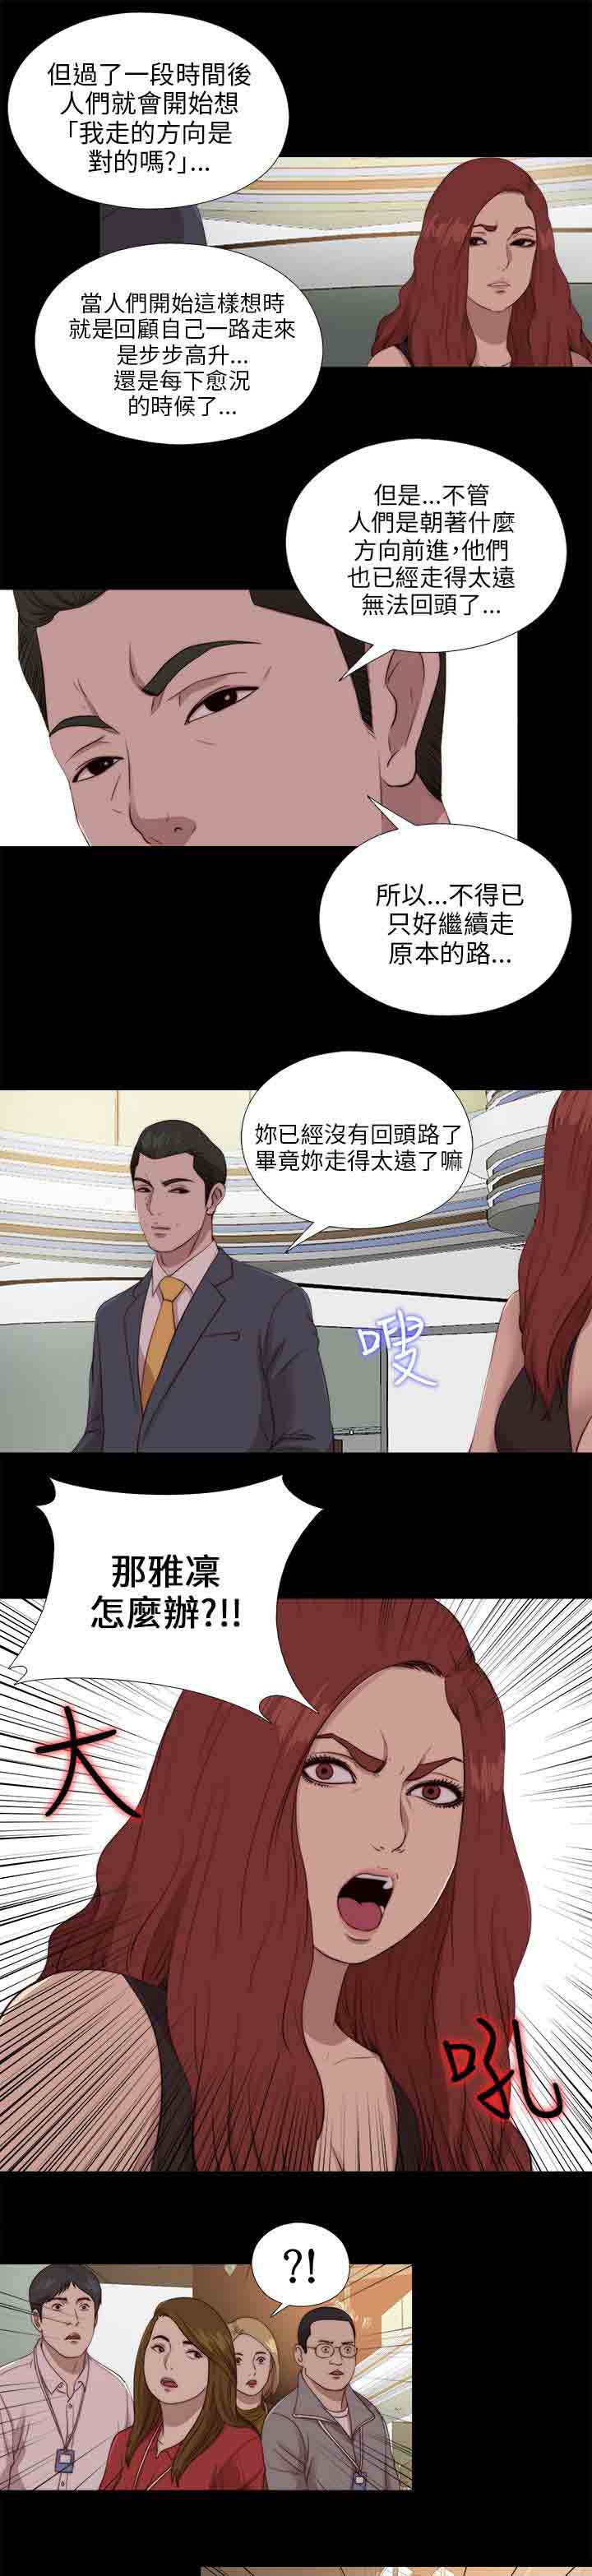 但過了一段時間後
人們就會開始想
「我走的方向是
對的嗎?」...
當人們開始這樣想時
就是回顧自己一路走來
是步步高升...
還是每下愈況
的時候了...
但是...不管
人們是朝著什麼
方向前進,他們
也已經走得太遠
無法回頭了...
所以...不得已
只好繼續走
原本的路...
妳已經沒有回頭路了
畢竟妳走得太遠了嘛
嗖
那雅凜
怎麼辦?!!
大
吼
?!